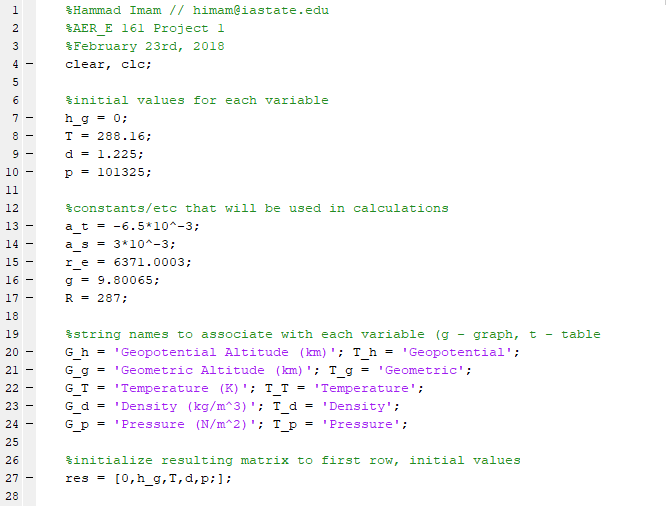 1 %Hammad Imam // himam@iastate.edu
2 %AER_E 161 Project 1
3 %February 23rd, 2018
4 – clear, clc;
5
6 %initial values for each variable
7 – h_g = 0;
8 – T = 288.16;
9 – d = 1.225;
10 – p = 101325;
11
12 %constants/etc that will be used in calculations
13 – a_t = -6.5*10^-3;
14 – a_s = 3*10^-3;
15 – r_e = 6371.0003;
16 – g = 9.80065;
17 – R = 287;
18
19 %string names to associate with each variable (g - graph, t - table
20 – G_h = 'Geopotential Altitude (km)'; T_h = 'Geopotential';
21 – G_g = 'Geometric Altitude (km)'; T_g = 'Geometric';
22 – G_T = 'Temperature (K)'; T_T = 'Temperature';
23 – G_d = 'Density (kg/m^3)'; T_d = 'Density';
24 – G_p = 'Pressure (N/m^2)'; T_p = 'Pressure';
25
26 %initialize resulting matrix to first row, initial values
27 – res = [0,h_g,T,d,p;];
28